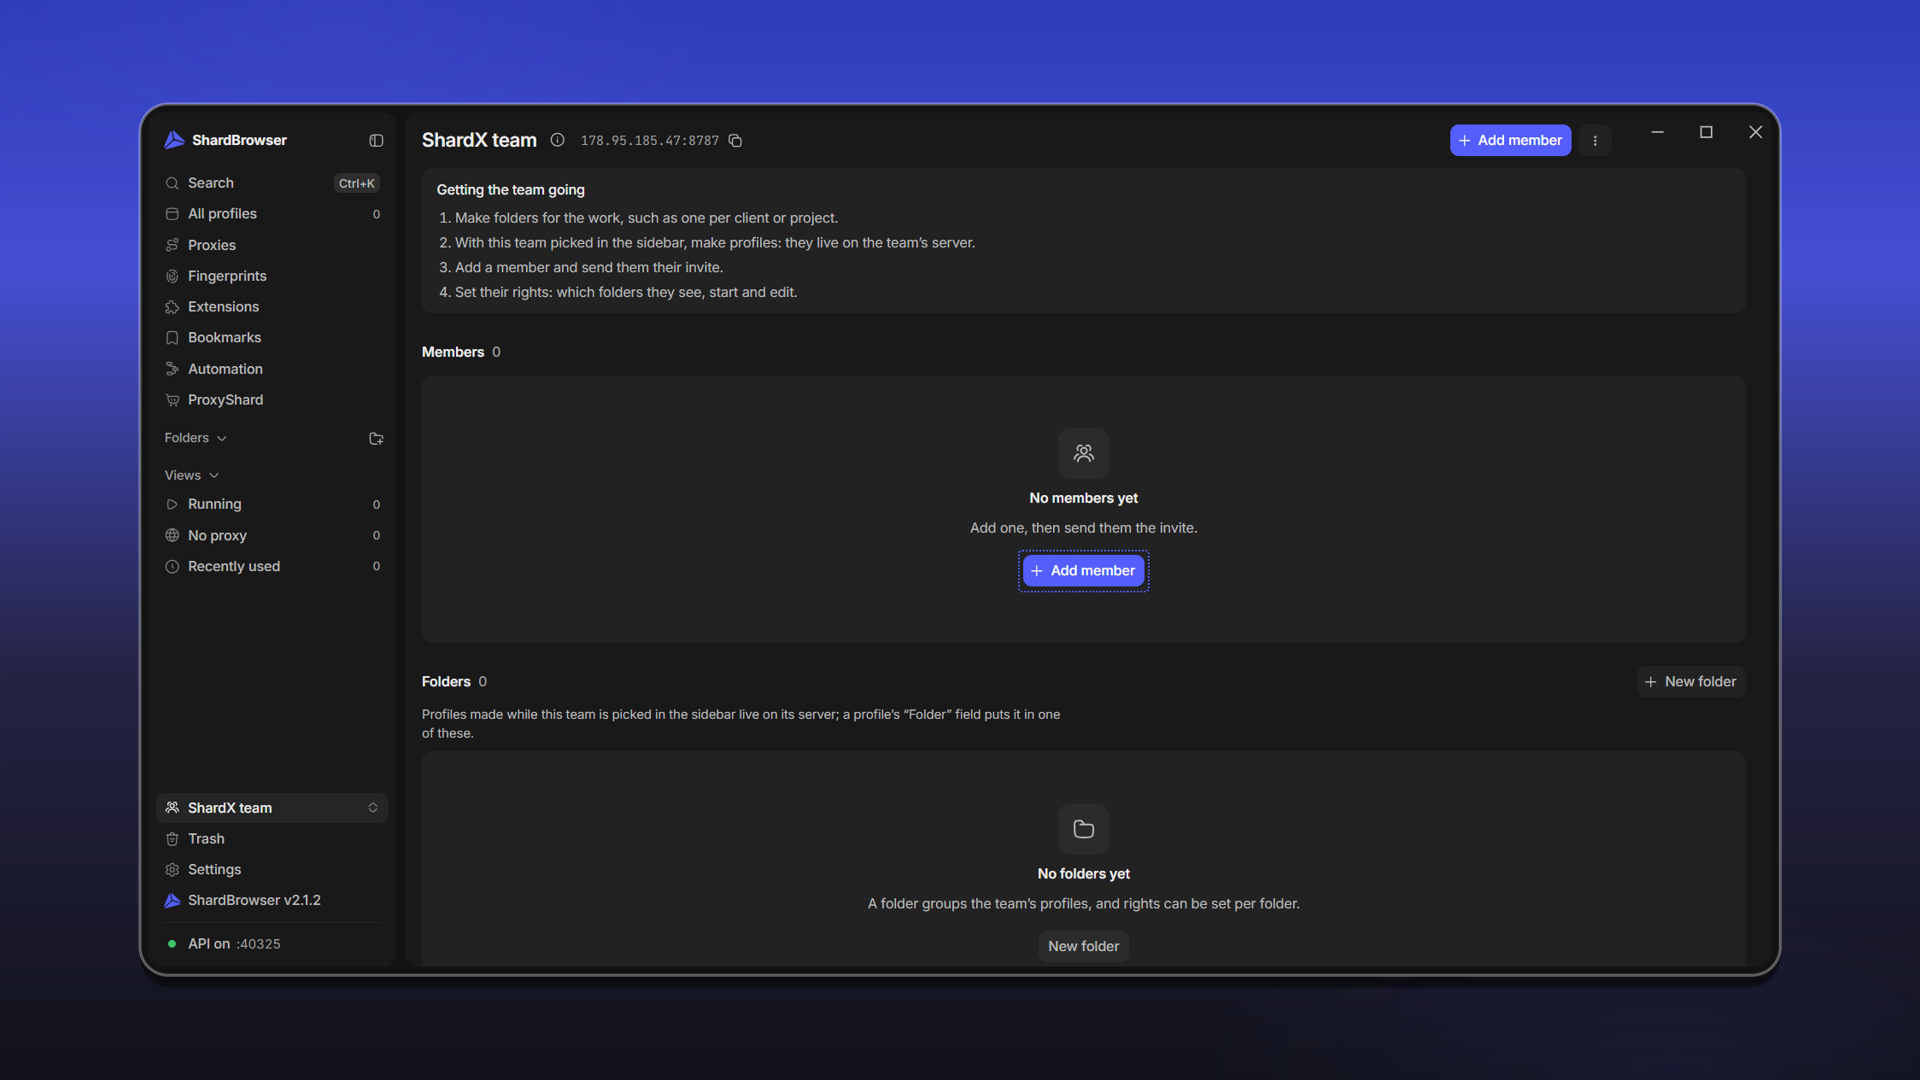 ShardBrowser
Search Ctrl+K
All profiles 0
Proxies
Fingerprints
Extensions
Bookmarks
Automation
ProxyShard
Folders
Views
Running 0
No proxy 0
Recently used 0
ShardX team
Trash
Settings
ShardBrowser v2.1.2
API on :40325
ShardX team 178.95.185.47:8787
Add member
Getting the team going
1. Make folders for the work, such as one per client or project.
2. With this team picked in the sidebar, make profiles: they live on the team’s server.
3. Add a member and send them their invite.
4. Set their rights: which folders they see, start and edit.
Members 0
No members yet
Add one, then send them the invite.
Add member
Folders 0
New folder
Profiles made while this team is picked in the sidebar live on its server; a profile’s “Folder” field puts it in one
of these.
No folders yet
A folder groups the team’s profiles, and rights can be set per folder.
New folder